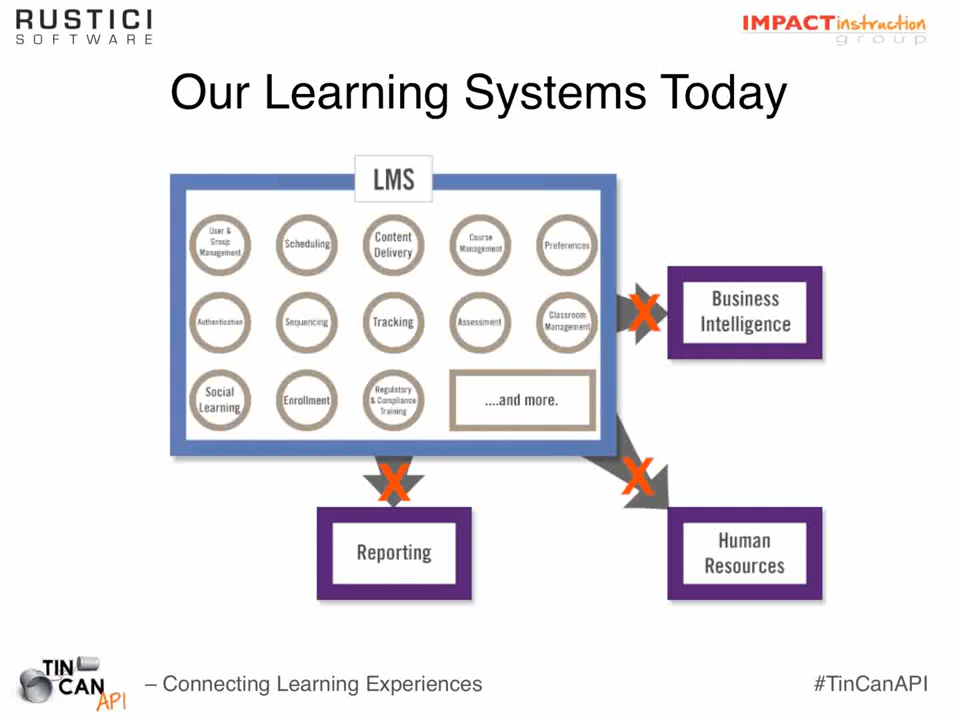 RUSTICI
SOFTWARE
IMPACTinstruction
group
Our Learning Systems Today
LMS
User &
Group
Management
Scheduling
Content
Delivery
Course
Management
Preferences
Authentication
Sequencing
Tracking
Assessment
Classroom
Management
Social
Learning
Enrollment
Regulatory
& Compliance
Training
....and more.
X
Business
Intelligence
X
X
Reporting
Human
Resources
TIN
CAN
API
– Connecting Learning Experiences
#TinCanAPI